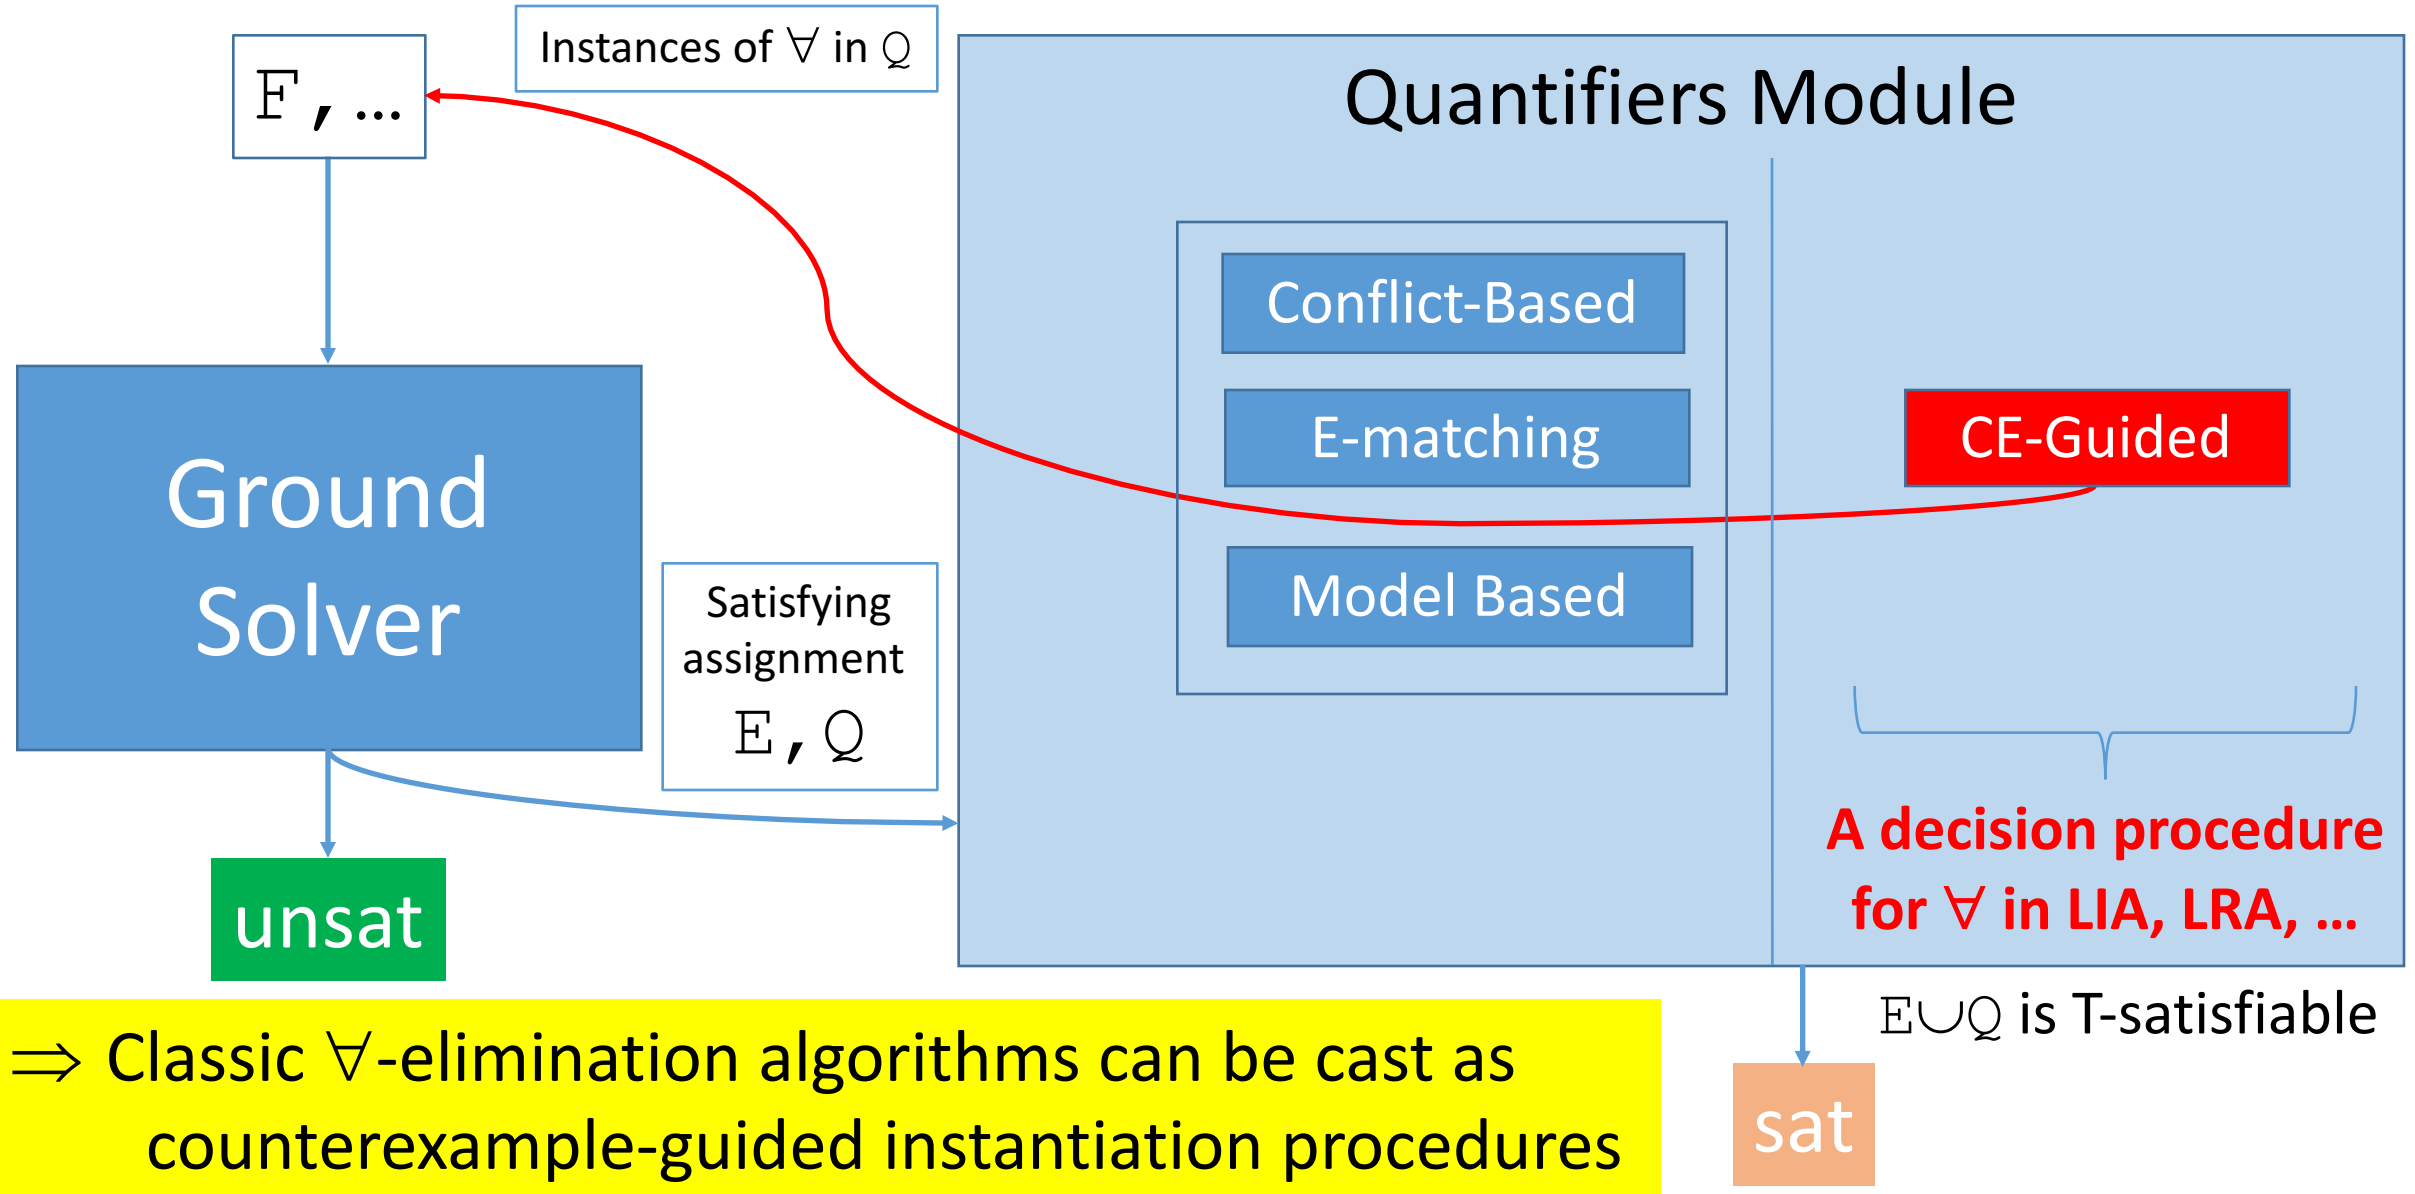 Instances of ∀ in Q
F,…
Quantifiers Module
Conflict-Based
E-matching
CE-Guided
Model Based
Ground
Solver
Satisfying
assignment
E,Q
A decision procedure
for ∀ in LIA, LRA, …
unsat
E∪Q is T-satisfiable
sat
⇒ Classic ∀-elimination algorithms can be cast as
counterexample-guided instantiation procedures